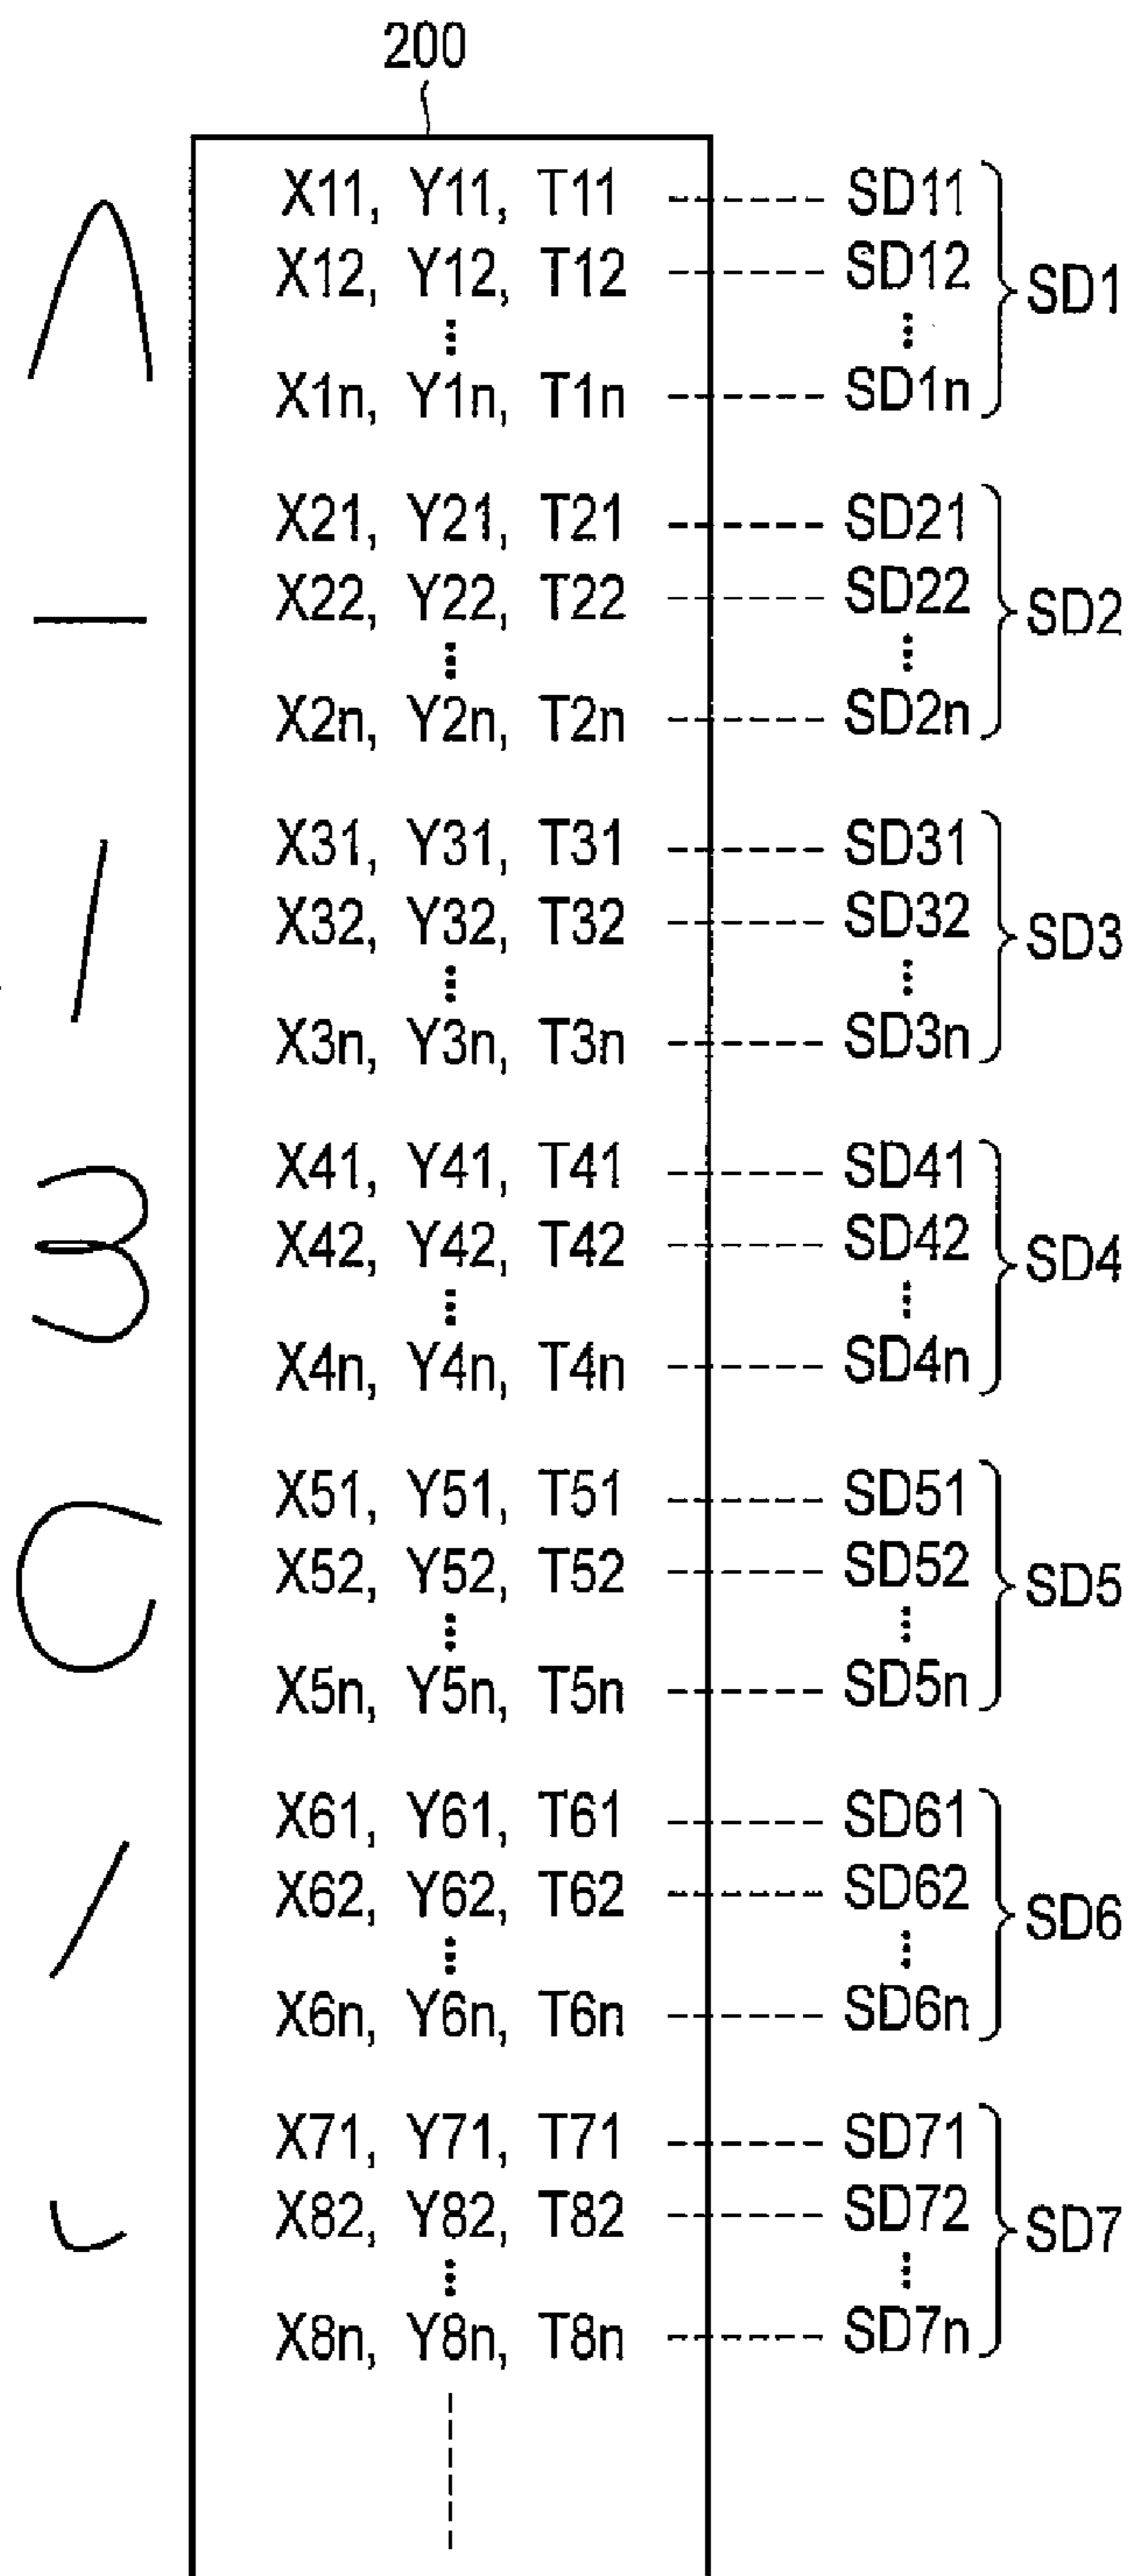 200
X11, Y11, T11 ------ SD11
X12, Y12, T12 ------ SD12
SD1
X1n, Y1n, T1n ------ SD1n
X21, Y21, T21 ------ SD21
X22, Y22, T22 ------ SD22
SD2
X2n, Y2n, T2n ------ SD2n
X31, Y31, T31 ------ SD31
X32, Y32, T32 ------ SD32
SD3
X3n, Y3n, T3n ------ SD3n
X41, Y41, T41 ------ SD41
X42, Y42, T42 ------ SD42
SD4
X4n, Y4n, T4n ------ SD4n
X51, Y51, T51 ------ SD51
X52, Y52, T52 ------ SD52
SD5
X5n, Y5n, T5n ------ SD5n
X61, Y61, T61 ------ SD61
X62, Y62, T62 ------ SD62
SD6
X6n, Y6n, T6n ------ SD6n
X71, Y71, T71 ------ SD71
X82, Y82, T82 ------ SD72
SD7
X8n, Y8n, T8n ------ SD7n